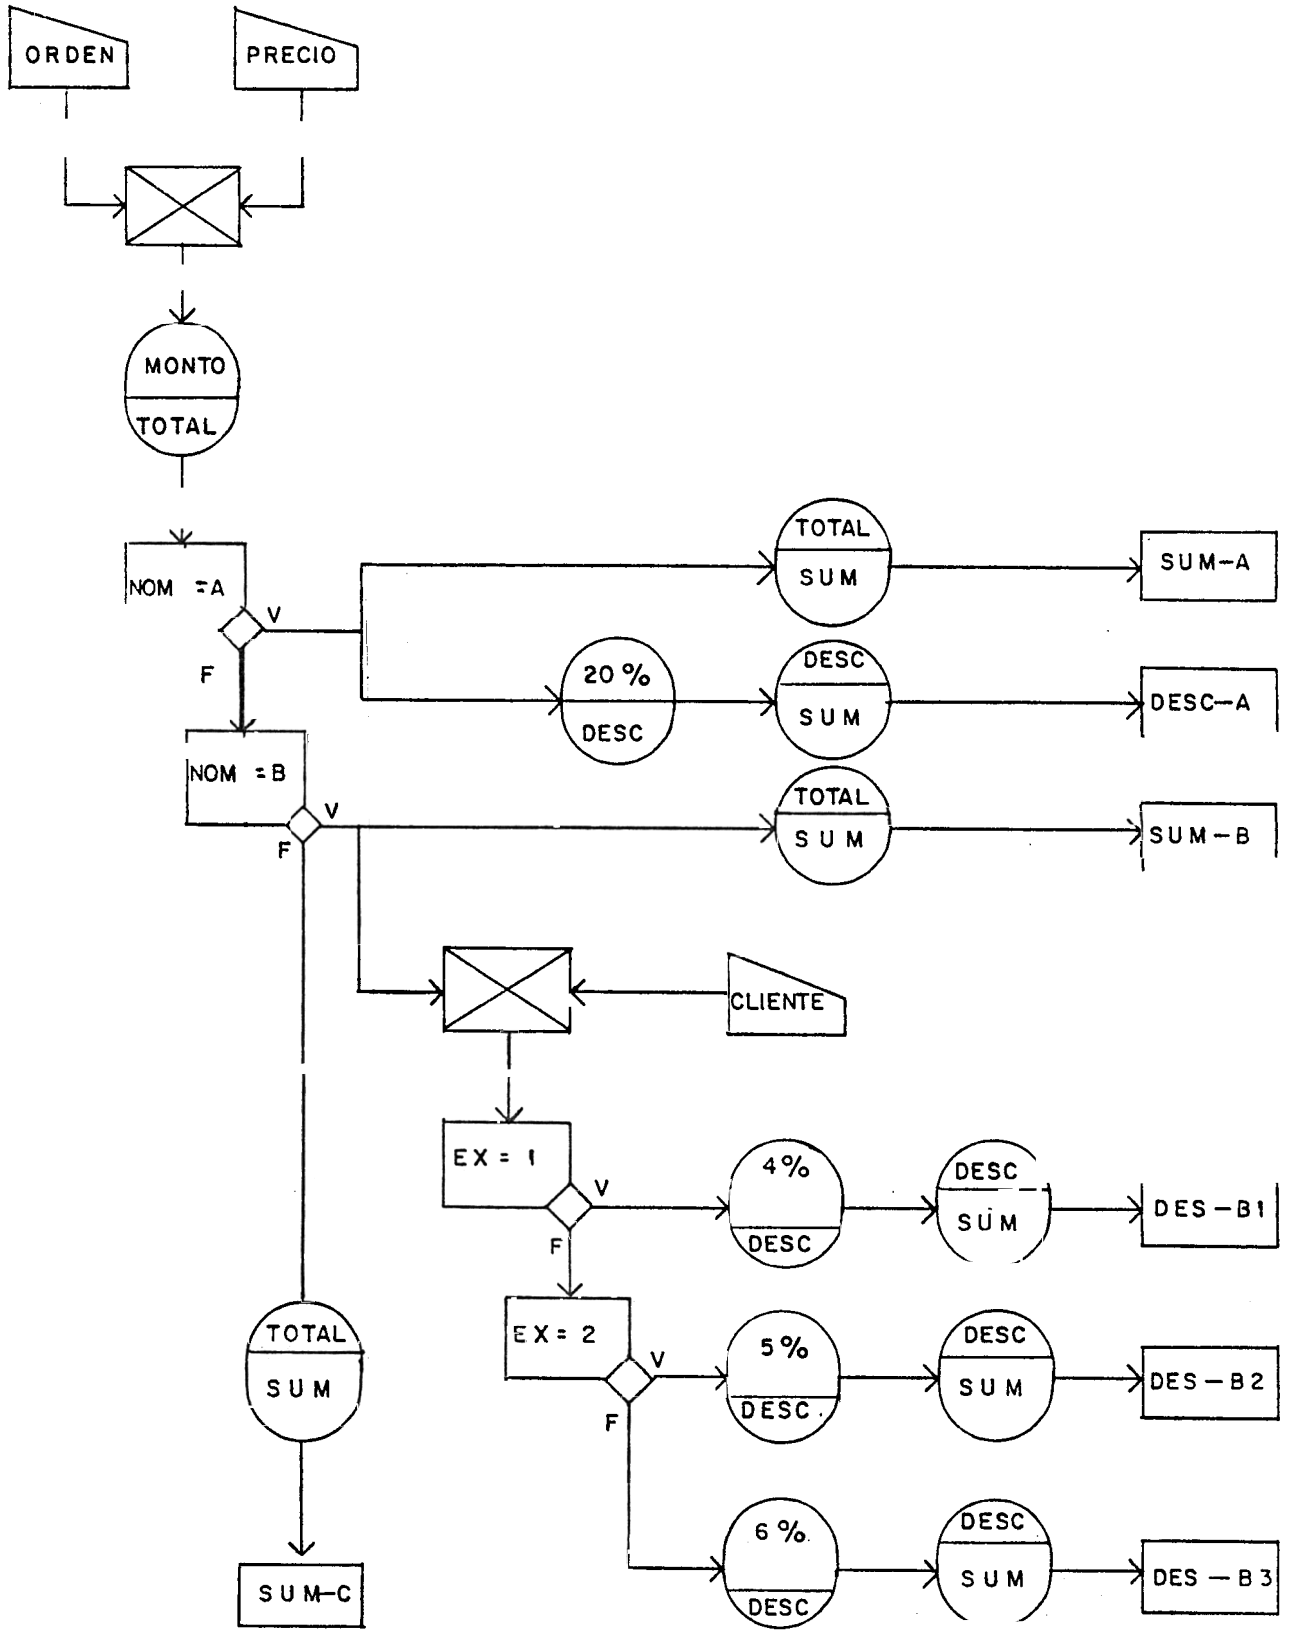 ORDEN
PRECIO
MONTO
TOTAL
NOM =A
V
F
TOTAL
SUM
SUM-A
20%
DESC
DESC
SUM
DESC-A
NOM =B
V
F
TOTAL
SUM
SUM-B
CLIENTE
EX= 1
V
F
4%
DESC
DESC
SUM
DES-B1
EX= 2
V
F
5%
DESC.
DESC
SUM
DES-B2
6%
DESC
DESC
SUM
DES-B3
TOTAL
SUM
SUM-C